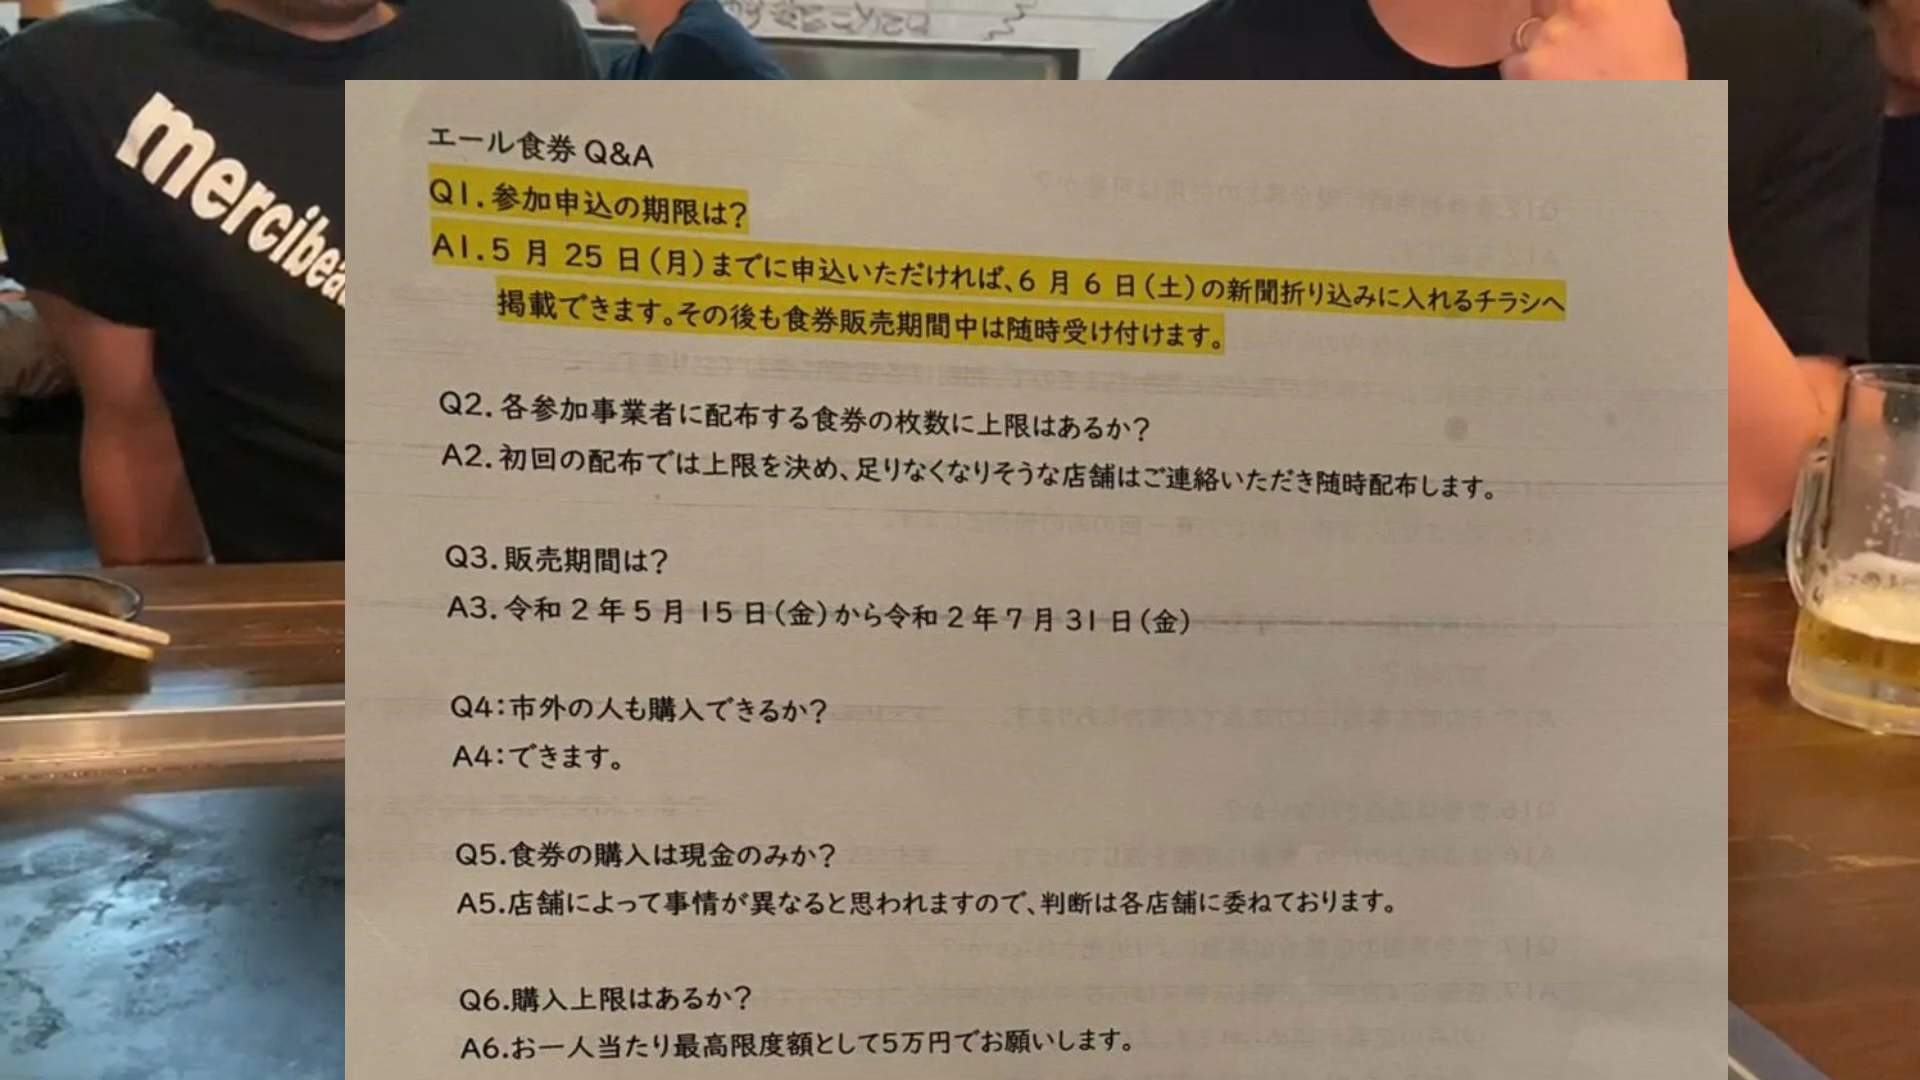 mercibea
エール食券 Q&A
Q1.参加申込の期限は?
A1.5月25日(月)までに申込いただければ、6月6日(土)の新聞折り込みに入れるチラシへ
掲載できます。その後も食券販売期間中は随時受け付けます。
Q2.各参加事業者に配布する食券の枚数に上限はあるか?
A2.初回の配布では上限を決め、足りなくなりそうな店舗はご連絡いただき随時配布します。
Q3.販売期間は?
A3.令和2年5月15日(金)から令和2年7月31日(金)
Q4:市外の人も購入できるか?
A4:できます。
Q5.食券の購入は現金のみか?
A5.店舗によって事情が異なると思われますので、判断は各店舗に委ねております。
Q6.購入上限はあるか?
A6.お一人当たり最高限度額として5万円でお願いします。